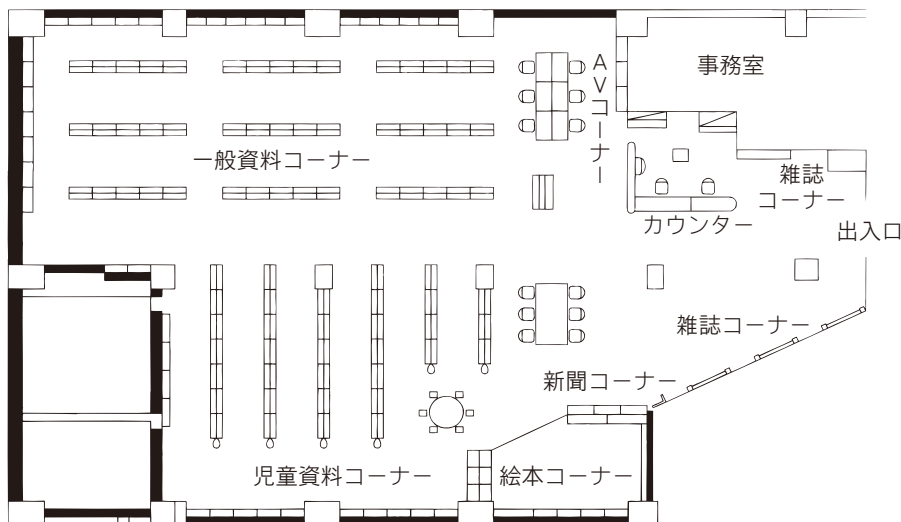 AVコーナー
事務室
一般資料コーナー
雑誌
コーナー
カウンター
出入口
雑誌コーナー
新聞コーナー
児童資料コーナー
絵本コーナー